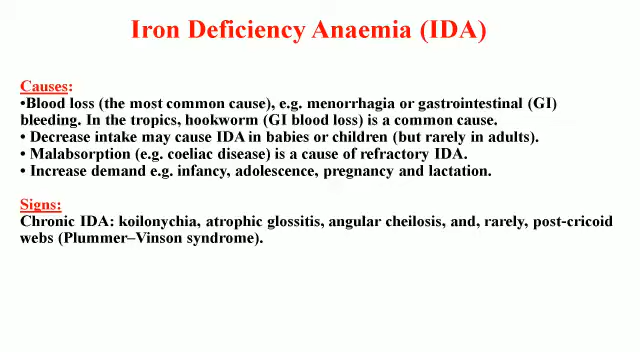 Iron Deficiency Anaemia (IDA)
Causes:
•Blood loss (the most common cause), e.g. menorrhagia or gastrointestinal (GI)
bleeding. In the tropics, hookworm (GI blood loss) is a common cause.
• Decrease intake may cause IDA in babies or children (but rarely in adults).
• Malabsorption (e.g. coeliac disease) is a cause of refractory IDA.
• Increase demand e.g. infancy, adolescence, pregnancy and lactation.
Signs:
Chronic IDA: koilonychia, atrophic glossitis, angular cheilosis, and, rarely, post-cricoid
webs (Plummer–Vinson syndrome).